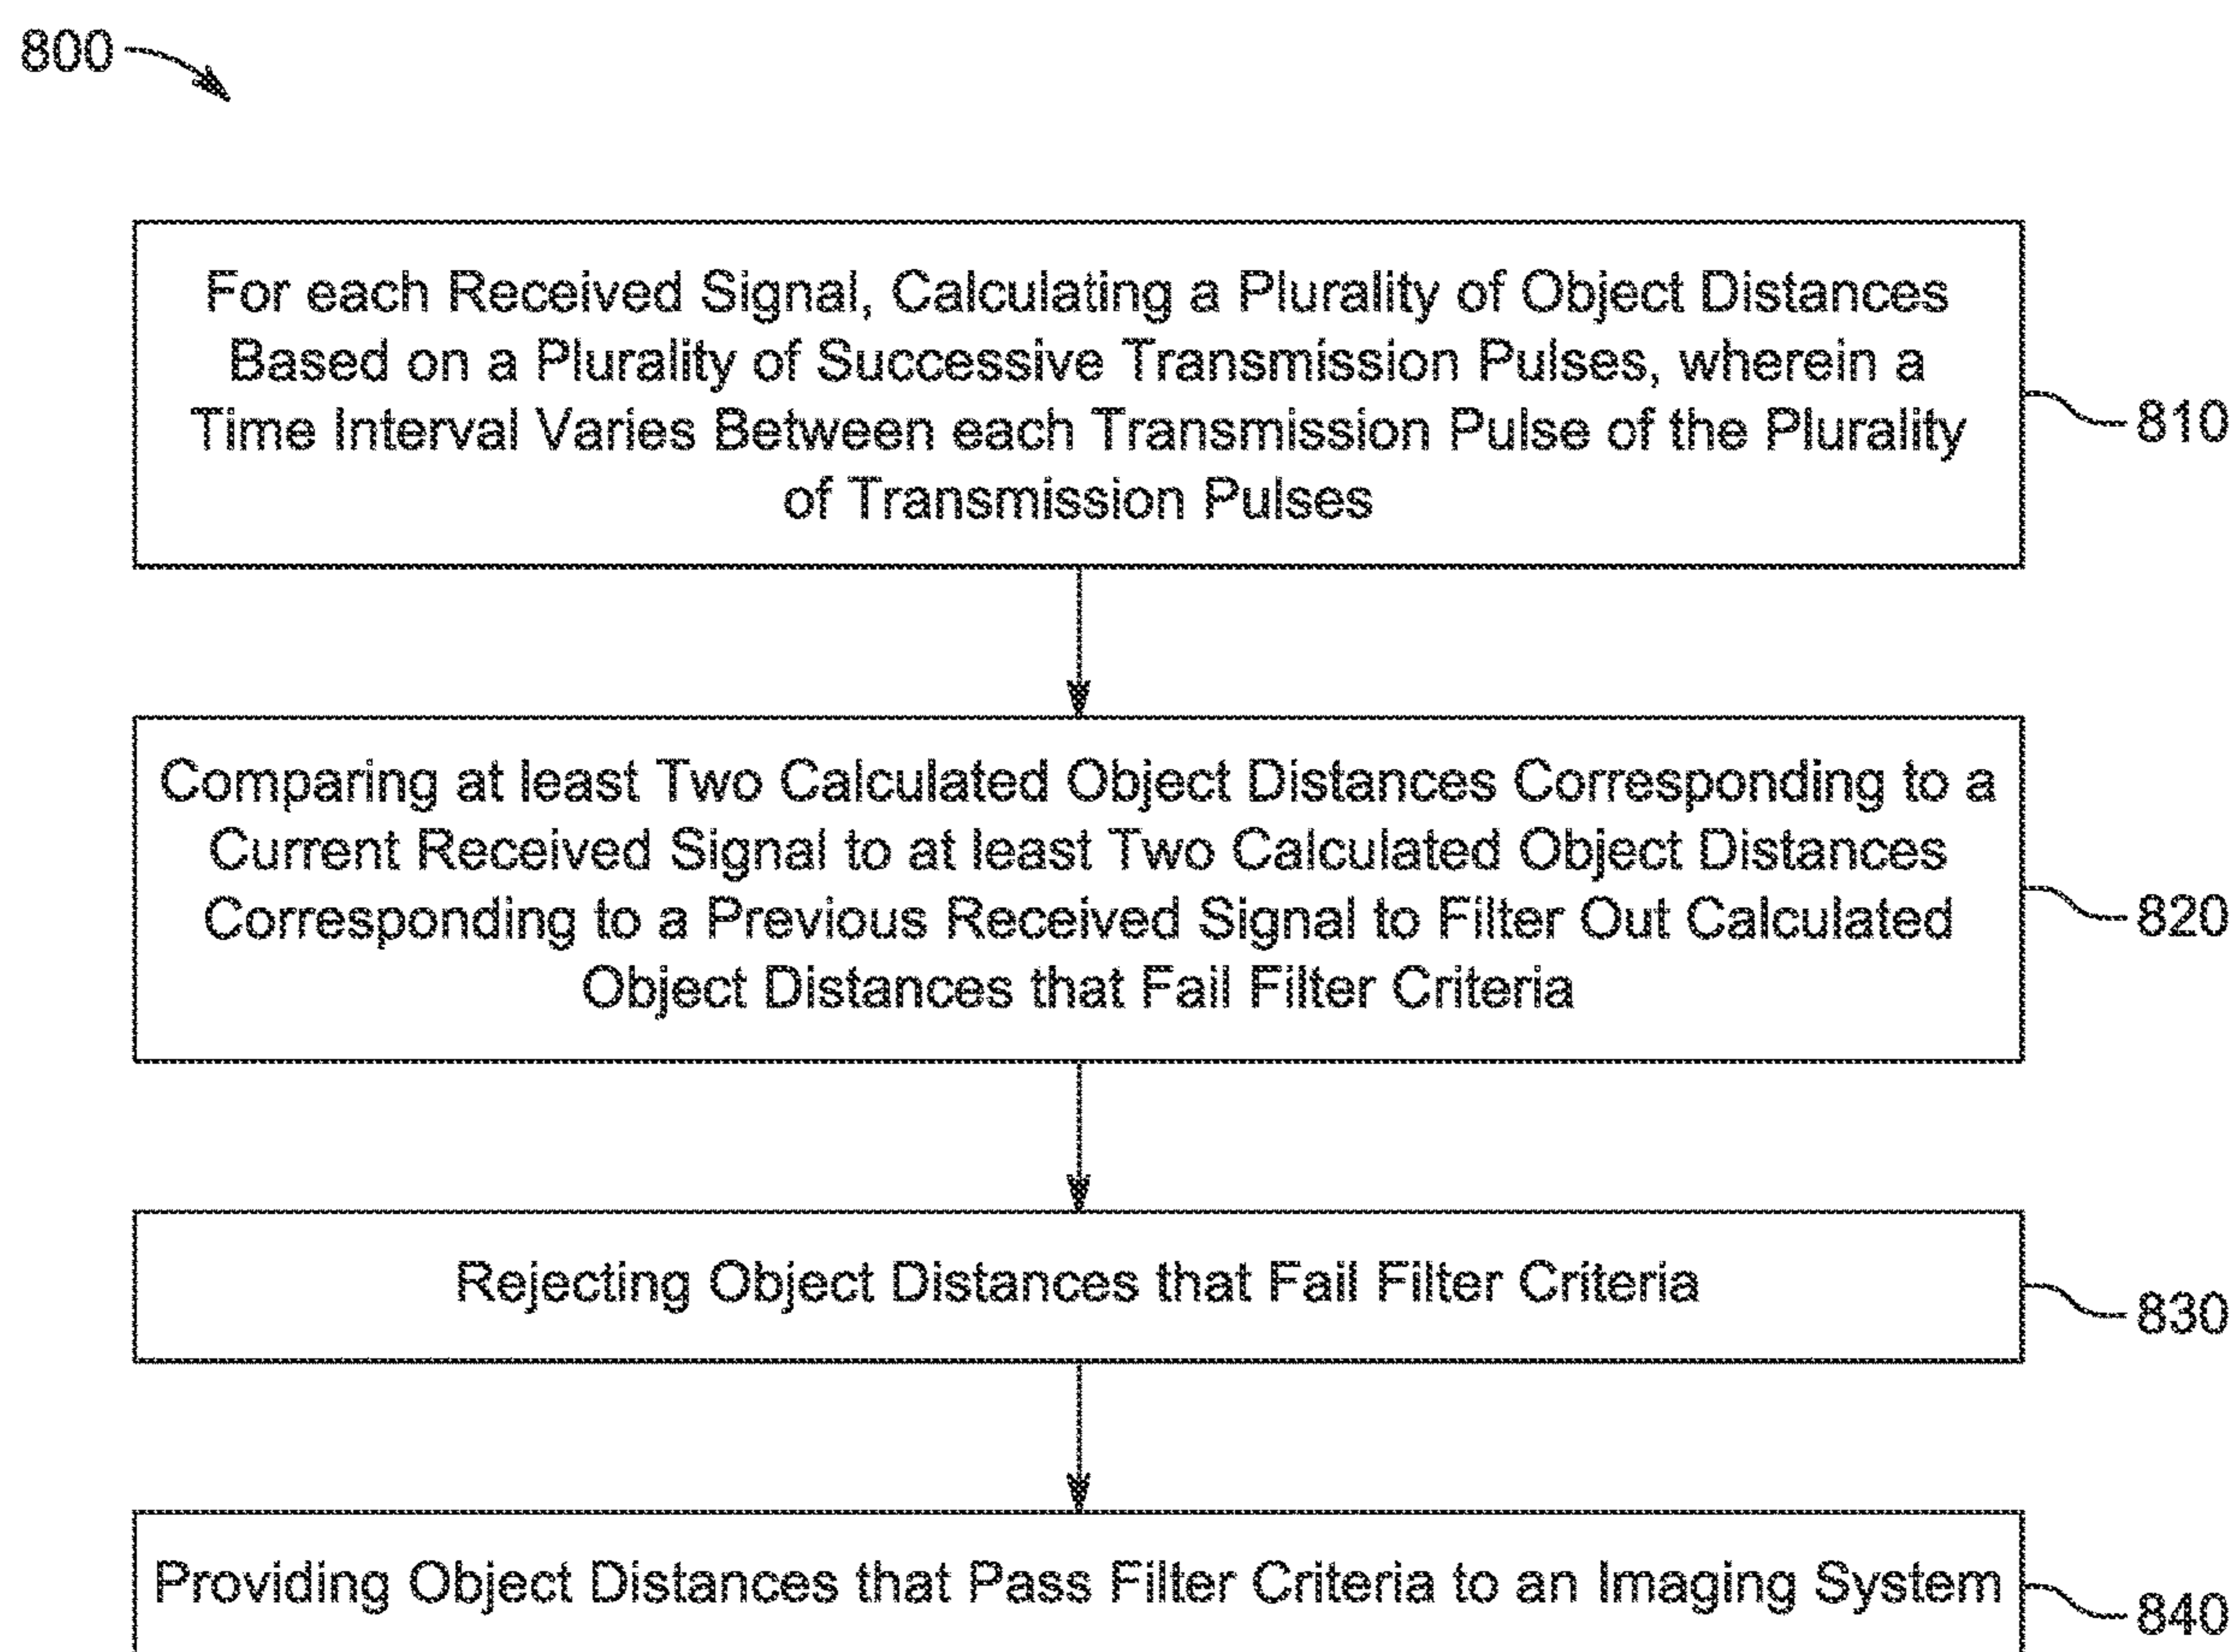 800
For each Received Signal, Calculating a Plurality of Object Distances
Based on a Plurality of Successive Transmission Pulses, wherein a
Time Interval Varies Between each Transmission Pulse of the Plurality
of Transmission Pulses
810
Comparing at least Two Calculated Object Distances Corresponding to a
Current Received Signal to at least Two Calculated Object Distances
Corresponding to a Previous Received Signal to Filter Out Calculated
Object Distances that Fail Filter Criteria
820
Rejecting Object Distances that Fail Filter Criteria
830
Providing Object Distances that Pass Filter Criteria to an Imaging System
840